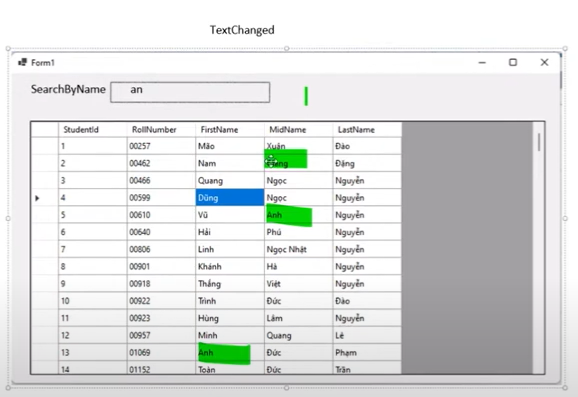 TextChanged
Form1
SearchByName an
StudentId RollNumber FirstName MidName LastName
1 00257 Mão Xuân Đào
2 00462 Nam Đặng
3 00466 Quang Ngọc Nguyễn
4 00599 Dũng Ngọc Nguyễn
5 00610 Vũ Anh Nguyễn
6 00640 Hải Phú Nguyễn
7 00806 Linh Ngọc Nhật Nguyễn
8 00901 Khánh Hà Nguyễn
9 00918 Thắng Việt Nguyễn
10 00922 Trình Đức Đào
11 00923 Hùng Lâm Nguyễn
12 00957 Minh Quang Lê
13 01069 Anh Đức Phạm
14 01152 Toàn Đức Trần